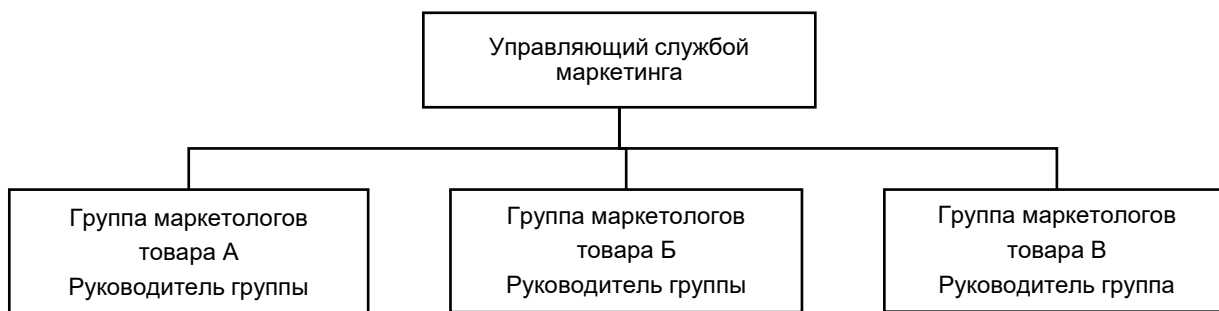 Управляющий службой
маркетинга
Группа маркетологов
товара А
Руководитель группы
Группа маркетологов
товара Б
Руководитель группы
Группа маркетологов
товара В
Руководитель группа